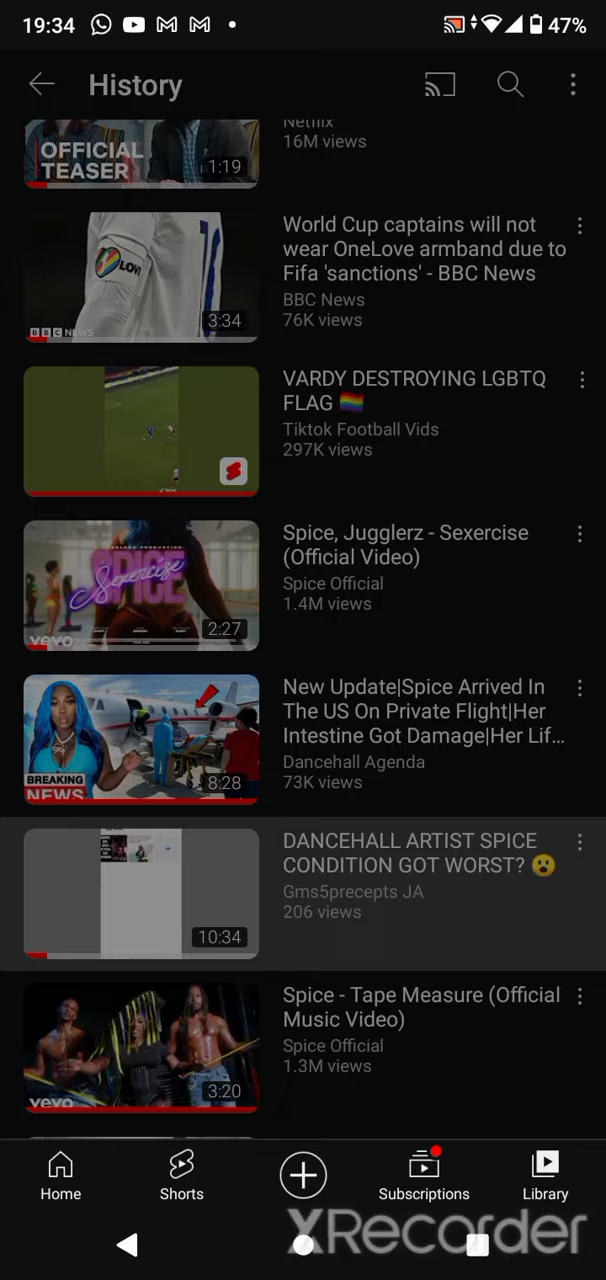 19:34
47%
History
Netflix
16M views
OFFICIAL
TEASER
1:19
World Cup captains will not
wear OneLove armband due to
Fifa 'sanctions' - BBC News
BBC News
76K views
LOV
BBC NEWS
3:34
VARDY DESTROYING LGBTQ
FLAG 🏳️‍🌈
Tiktok Football Vids
297K views
Spice, Jugglerz - Sexercise
(Official Video)
Spice Official
1.4M views
SPICE
Sexercise
vevo
2:27
New Update|Spice Arrived In
The US On Private Flight|Her
Intestine Got Damage|Her Lif...
Dancehall Agenda
73K views
BREAKING
NEWS
8:28
DANCEHALL ARTIST SPICE
CONDITION GOT WORST? 😮
Gms5precepts JA
206 views
10:34
Spice - Tape Measure (Official
Music Video)
Spice Official
1.3M views
vevo
3:20
Home
Shorts
Subscriptions
Library
XRecorder